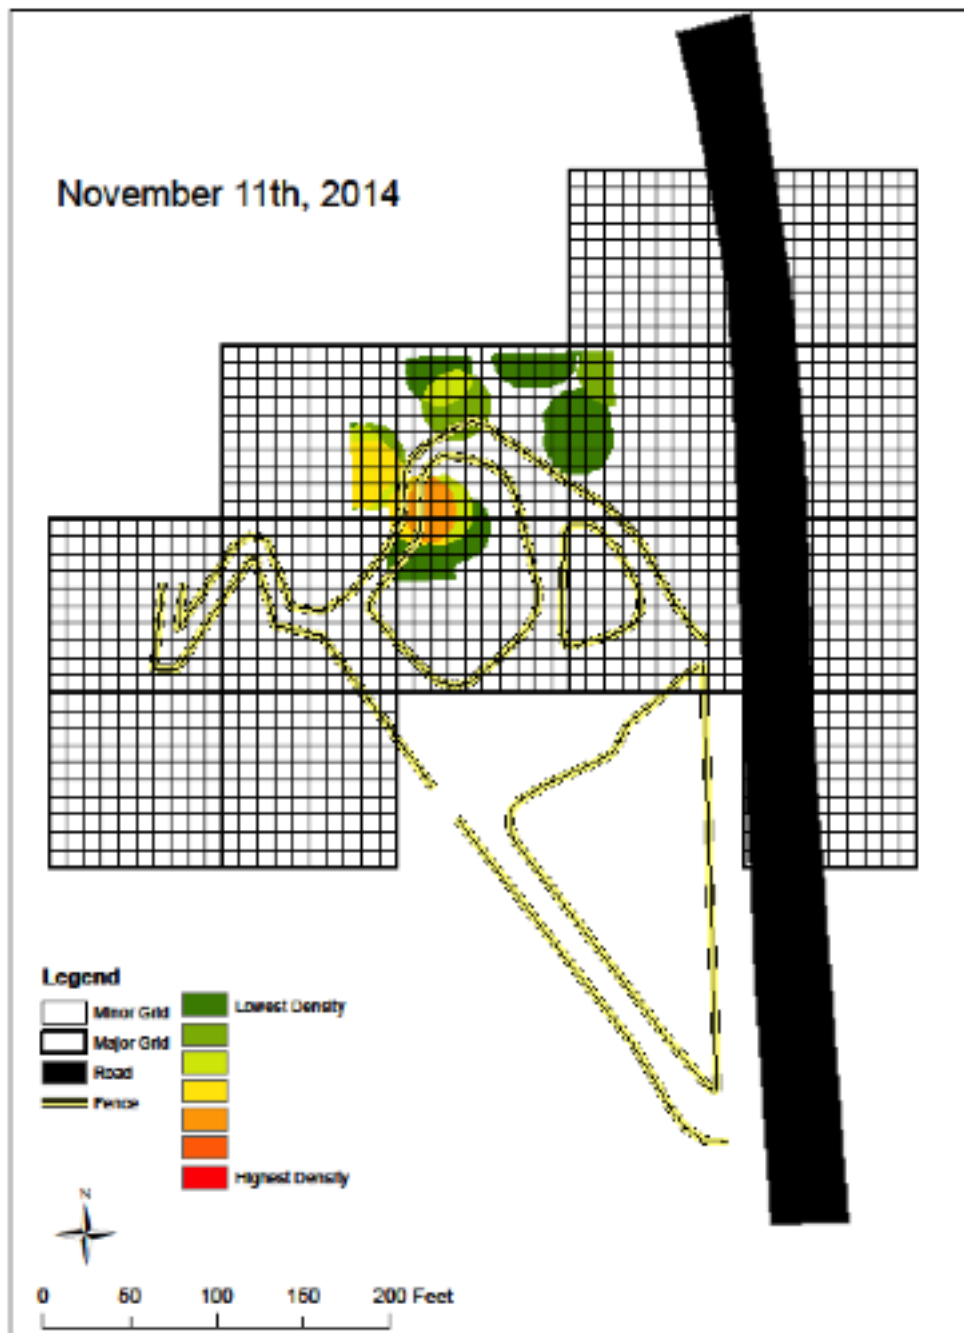 November 11th, 2014
Legend
Minor Grid
Major Grid
Road
Fence
Lowest Density
Highest Density
N
0 50 100 150 200 Feet